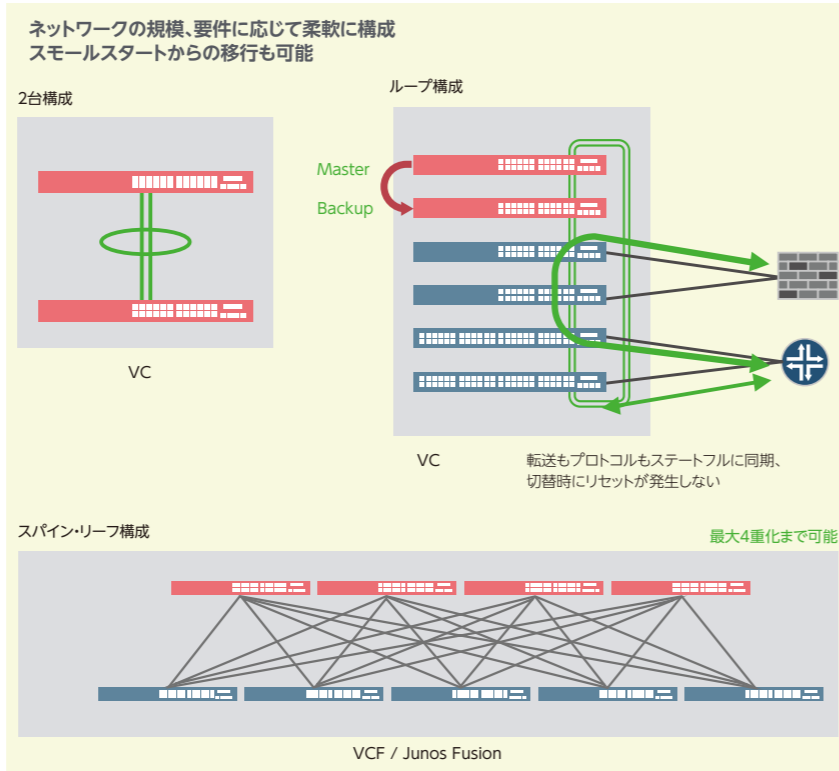 ネットワークの規模、要件に応じて柔軟に構成
スモールスタートからの移行も可能
2台構成
VC
ループ構成
Master
Backup
VC
転送もプロトコルもステートフルに同期、
切替時にリセットが発生しない
スパイン・リーフ構成
最大4重化まで可能
VCF / Junos Fusion